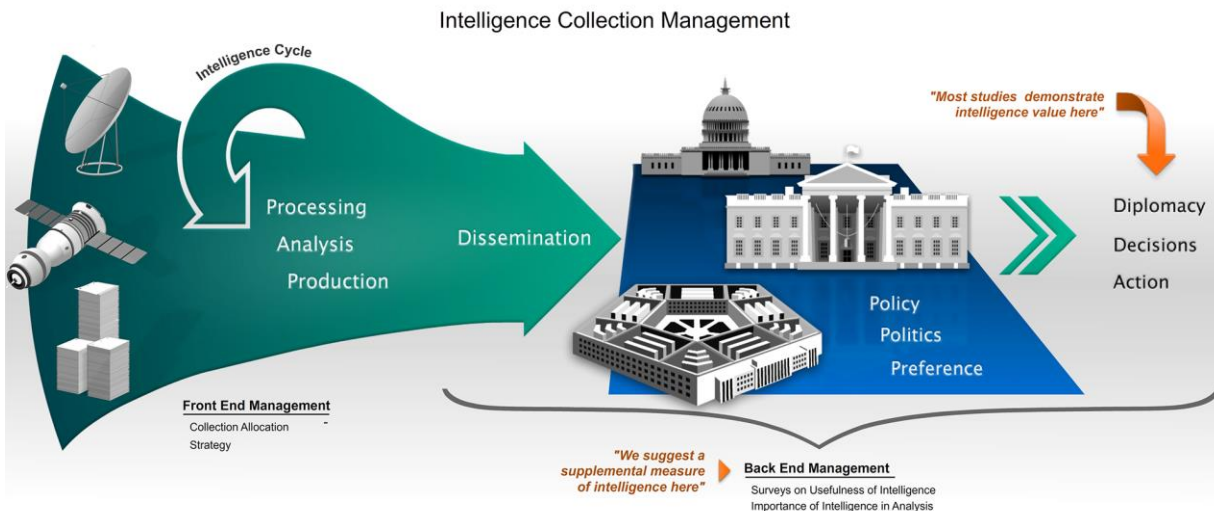 Intelligence Collection Management
Intelligence Cycle
"Most studies demonstrate
intelligence value here"
Processing
Analysis
Production
Dissemination
Diplomacy
Decisions
Action
Policy
Politics
Preference
Front End Management
Collection Allocation -
Strategy
"We suggest a
supplemental measure
of intelligence here"
Back End Management
Surveys on Usefulness of Intelligence
Importance of Intelligence in Analysis